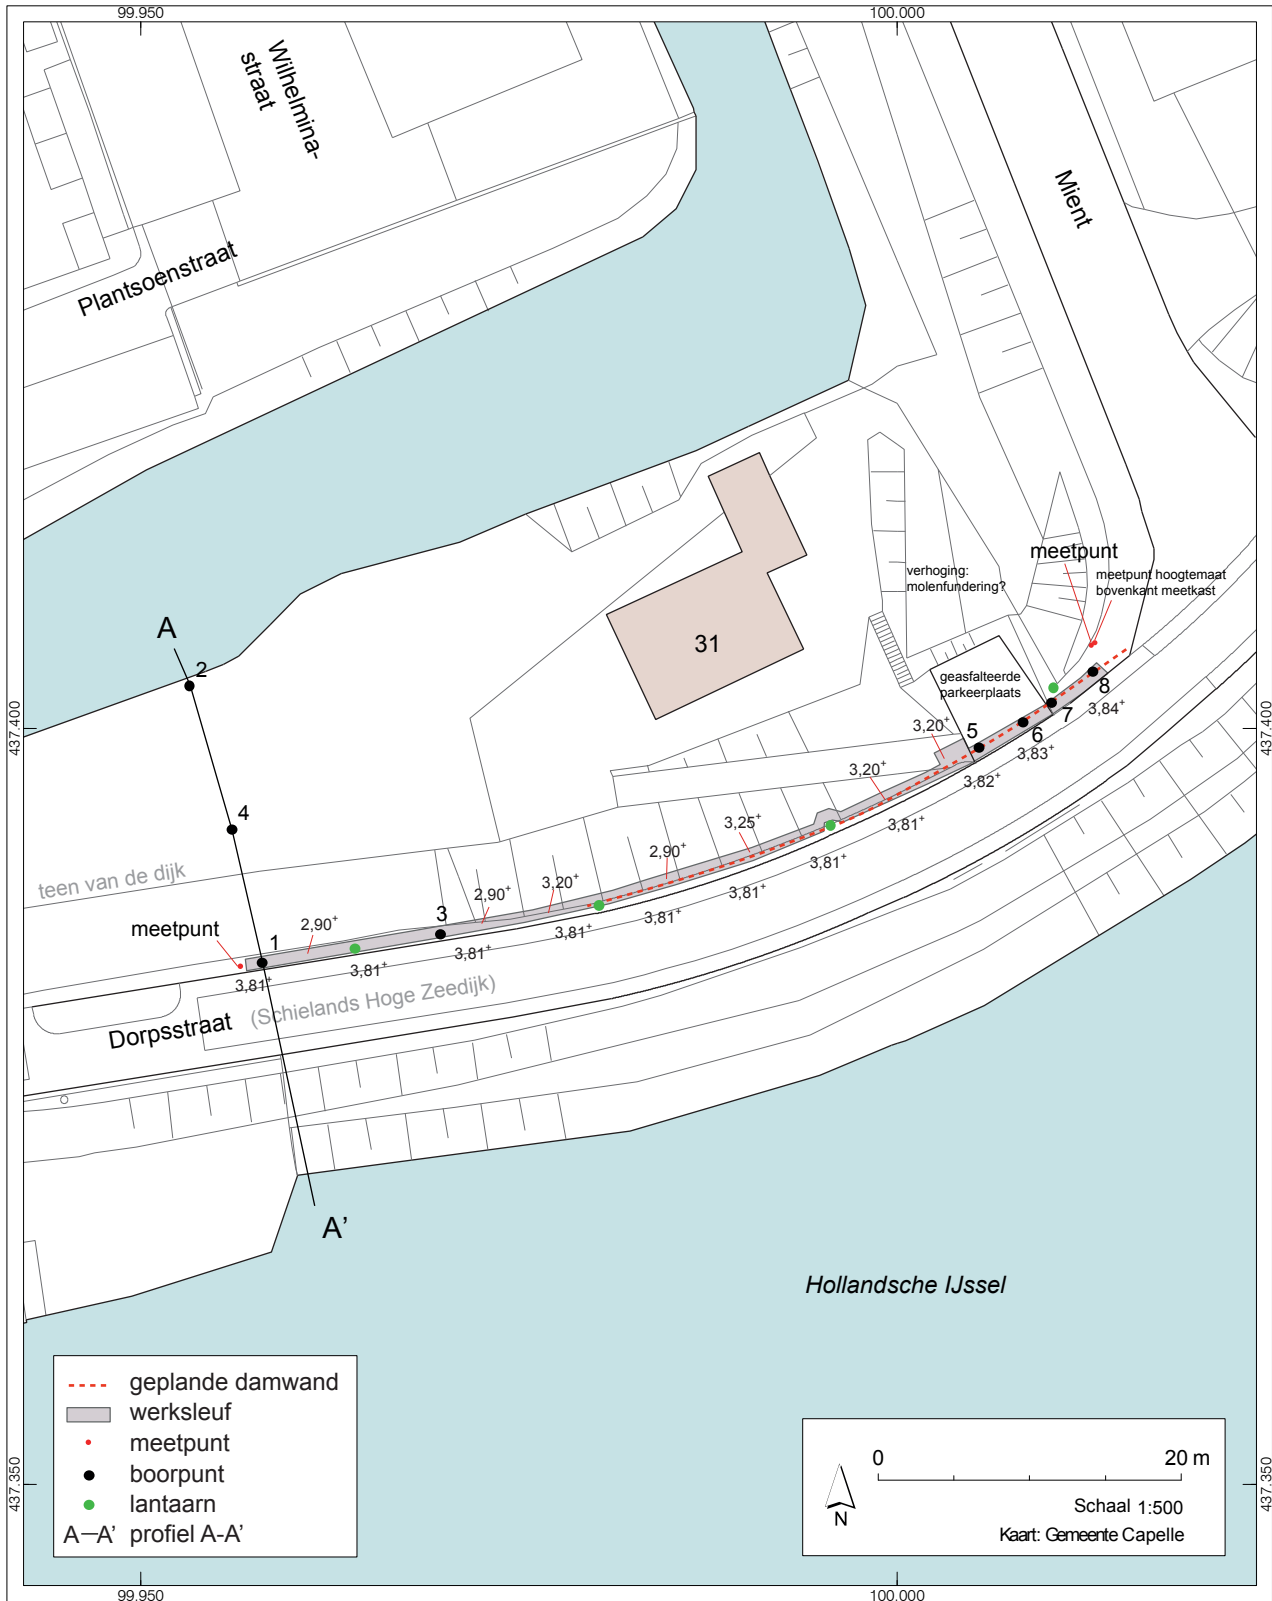 99.950
100.000
Wilhelmina-
straat
Mient
Plantsoenstraat
meetpunt
meetpunt hoogtemaat
bovenkant meetkast
verhoging:
molenfundering?
A
2
31
geasfalteerde
parkeerplaats
8
7
3,84⁺
437.400
437.400
5
6
3,20⁺
3,83⁺
3,20⁺
3,82⁺
4
3,25⁺
3,81⁺
2,90⁺
3,81⁺
teen van de dijk
2,90⁺
3,20⁺
3,81⁺
meetpunt
1
2,90⁺
3
3,81⁺
3,81⁺
3,81⁺
3,81⁺
3,81⁺
Dorpsstraat
(Schielands Hoge Zeedijk)
A’
Hollandsche IJssel
geplande damwand
werksleuf
meetpunt
boorpunt
lantaarn
A—A’ profiel A-A’
0 20 m
N
Schaal 1:500
Kaart: Gemeente Capelle
437.350
437.350
99.950
100.000